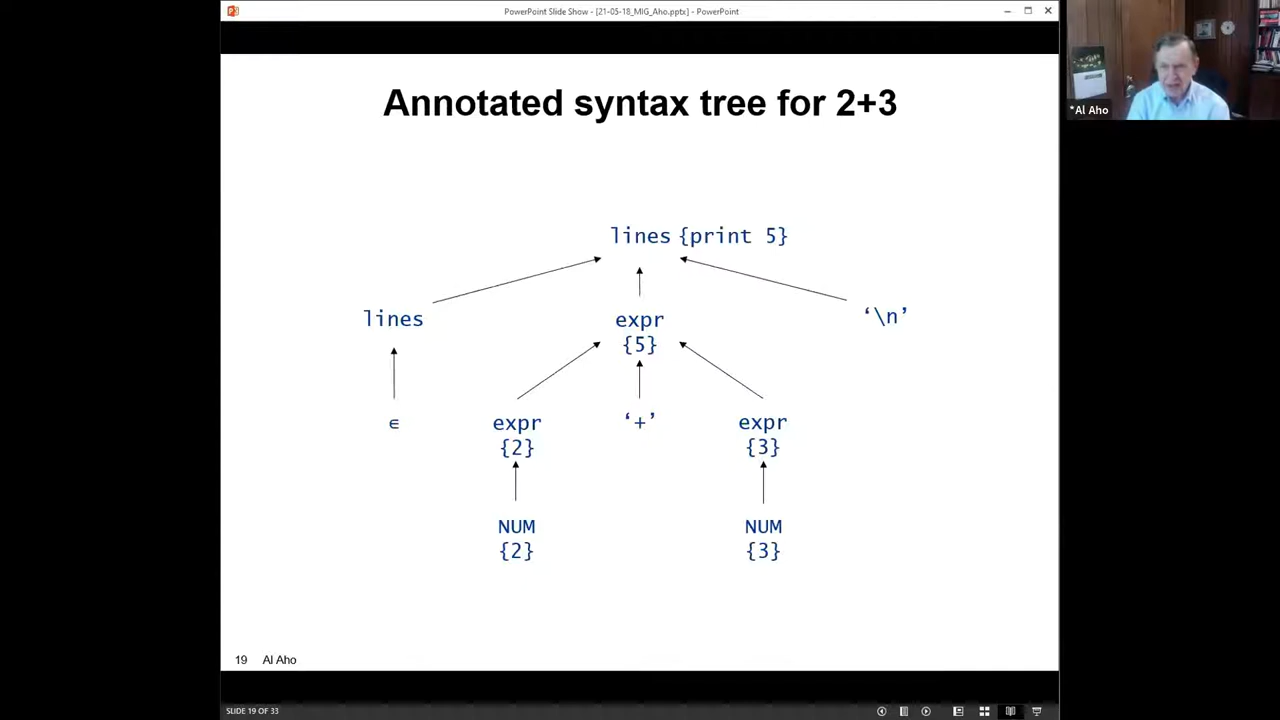 PowerPoint Slide Show - [21-05-18_MIG_Aho.pptx] - PowerPoint
*Al Aho
Annotated syntax tree for 2+3
lines {print 5}
lines expr ‘\n’
{5}
∈ expr ‘+’ expr
{2} {3}
NUM NUM
{2} {3}
19 Al Aho
SLIDE 19 OF 33